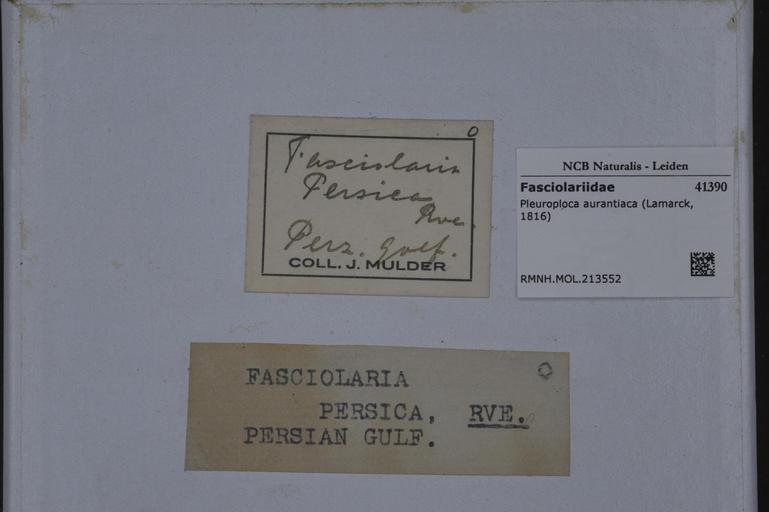 O
Fasciolaria
Persica
Rve.
Perz. golf.
COLL. J. MULDER
NCB Naturalis - Leiden
Fasciolariidae 41390
Pleuroploca aurantiaca (Lamarck,
1816)
RMNH.MOL.213552
FASCIOLARIA
PERSICA, RVE.
PERSIAN GULF.